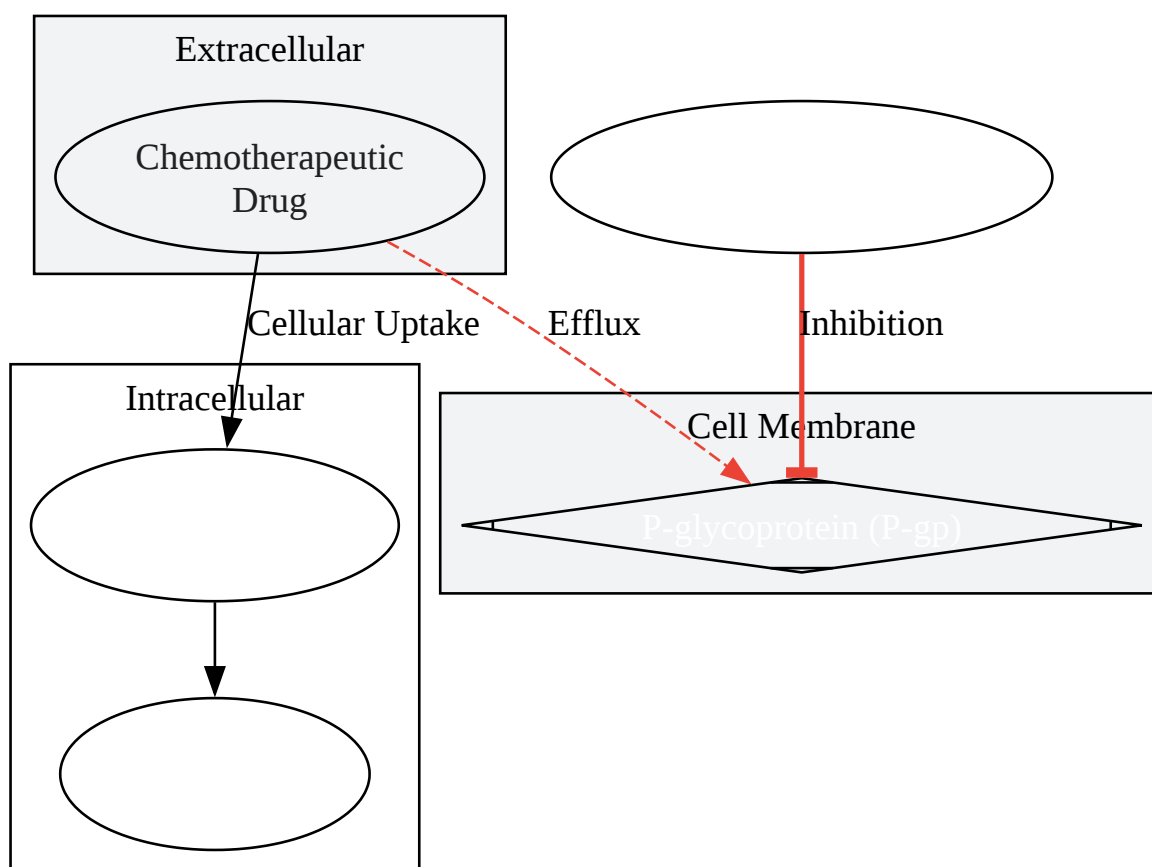 Extracellular
Chemotherapeutic
Drug
Cellular Uptake
Efflux
Inhibition
Intracellular
Cell Membrane
P-glycoprotein (P-gp)